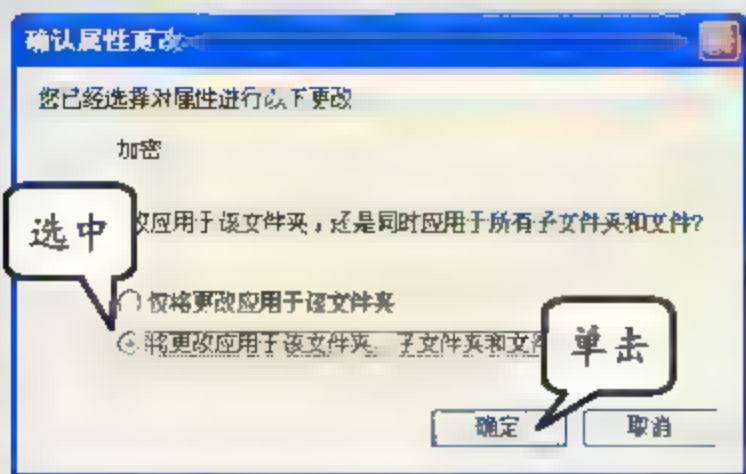 确认属性更改
您已经选择对属性进行以下更改
加密
选中
改应用于该文件夹，还是同时应用于所有子文件夹和文件?
仅将更改应用于该文件夹
将更改应用于该文件夹、子文件夹和文件
单击
确定
取消